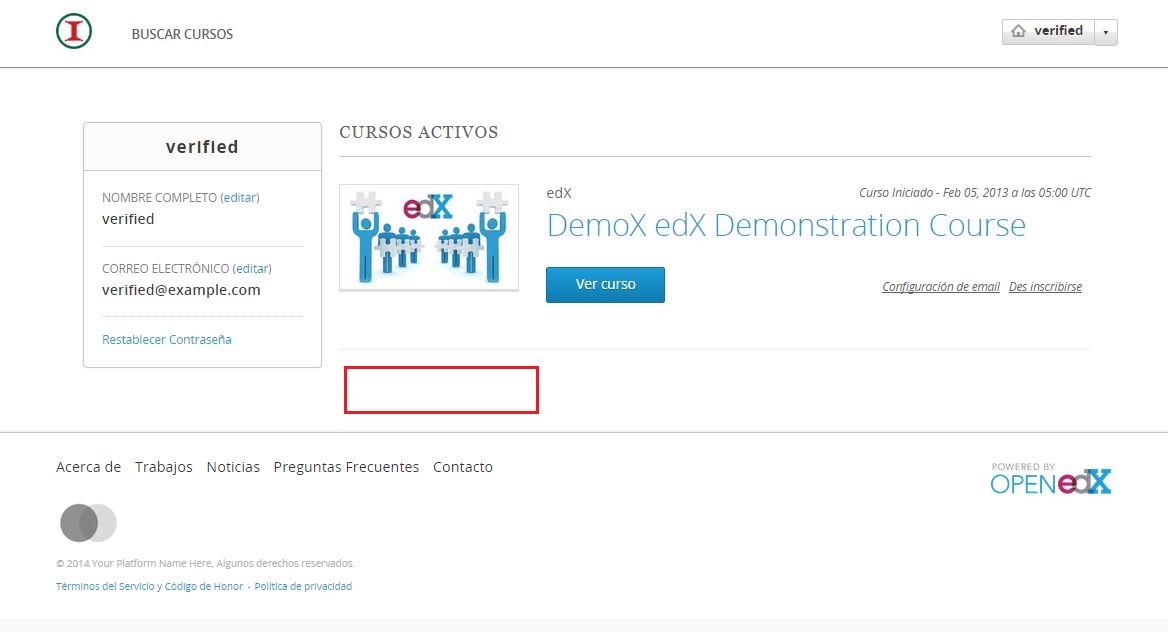 I
BUSCAR CURSOS
verified
verified
NOMBRE COMPLETO (editar)
verified
CORREO ELECTRÓNICO (editar)
verified@example.com
Restablecer Contraseña
CURSOS ACTIVOS
edX
edX
Curso Iniciado - Feb 05, 2013 a las 05:00 UTC
DemoX edX Demonstration Course
Ver curso
Configuración de email Des inscribirse
Acerca de Trabajos Noticias Preguntas Frecuentes Contacto
POWERED BY
OPEN edX
© 2014 Your Platform Name Here, Algunos derechos reservados.
Términos del Servicio y Código de Honor - Política de privacidad